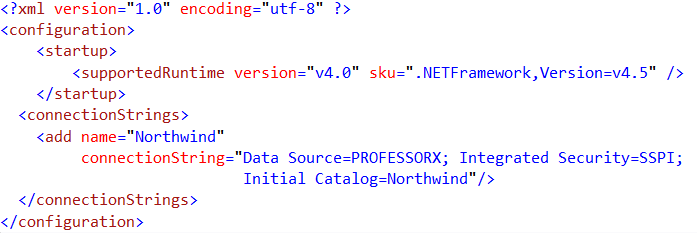 <?xml version="1.0" encoding="utf-8" ?>
<configuration>
    <startup>
        <supportedRuntime version="v4.0" sku=".NETFramework,Version=v4.5" />
    </startup>
  <connectionStrings>
    <add name="Northwind"
         connectionString="Data Source=PROFESSORX; Integrated Security=SSPI;
                           Initial Catalog=Northwind"/>
  </connectionStrings>
</configuration>